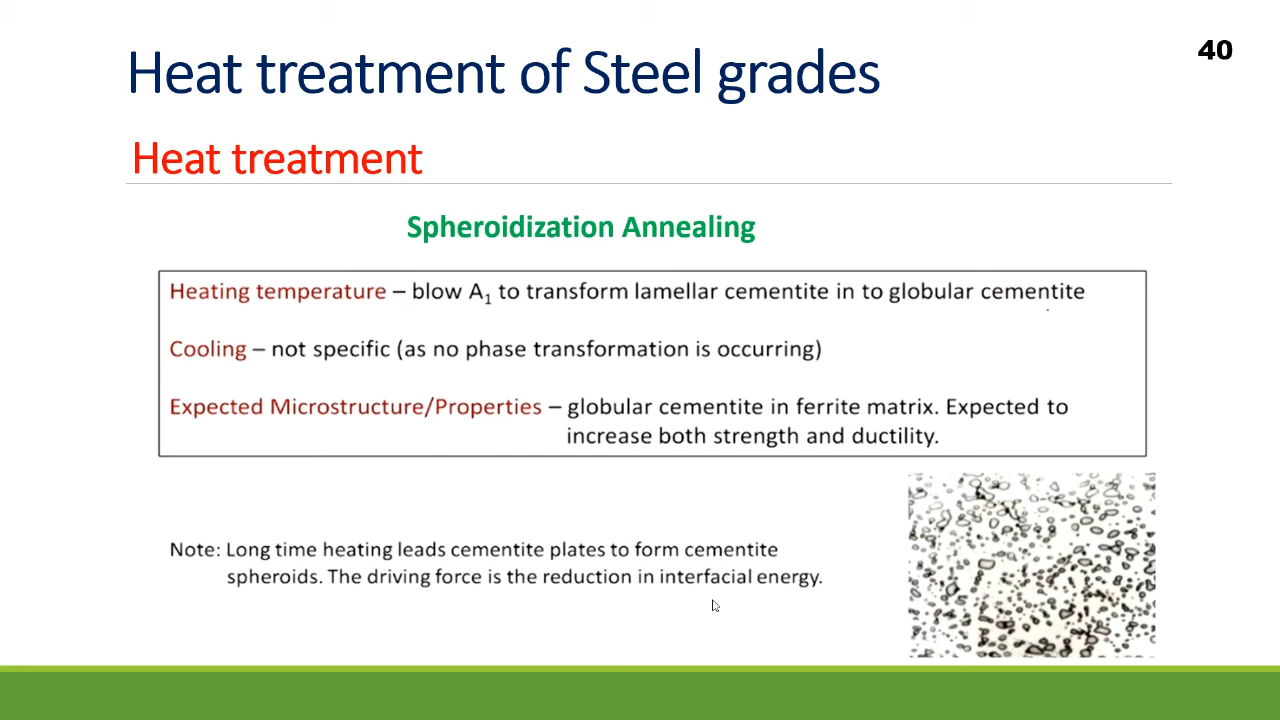 40
Heat treatment of Steel grades
Heat treatment
Spheroidization Annealing
Heating temperature – blow A₁ to transform lamellar cementite in to globular cementite
Cooling – not specific (as no phase transformation is occurring)
Expected Microstructure/Properties – globular cementite in ferrite matrix. Expected to
increase both strength and ductility.
Note: Long time heating leads cementite plates to form cementite
spheroids. The driving force is the reduction in interfacial energy.